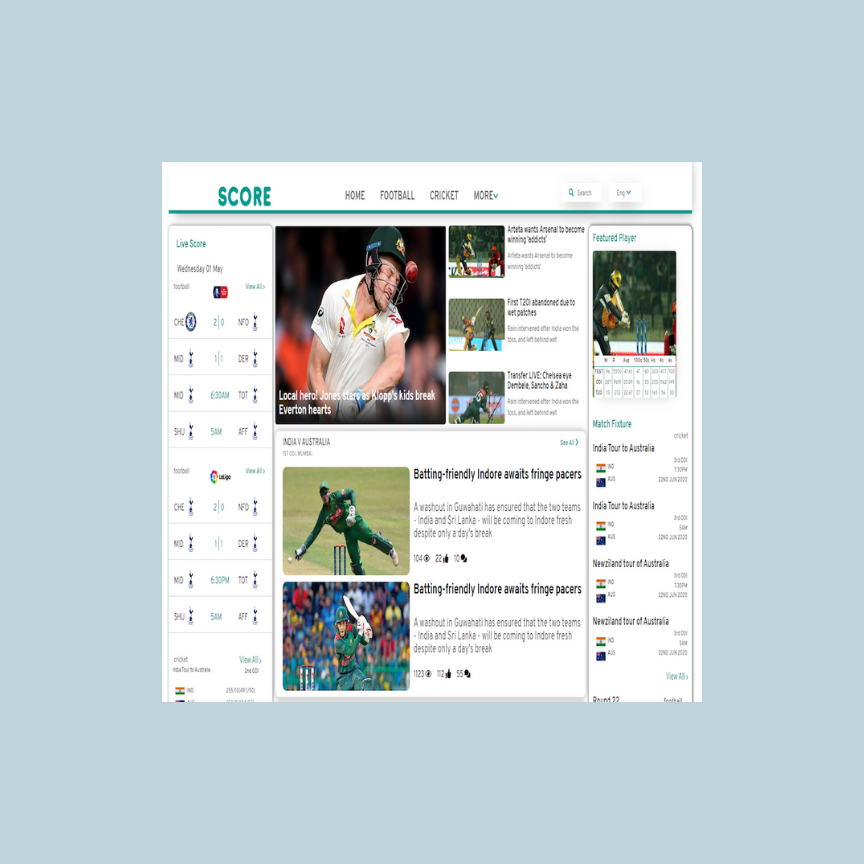 SCORE
HOME FOOTBALL CRICKET MORE
Search
Eng
Live Score
Wednesday 01 May
football View All >
CHE 2 | 0 NFO
MID 1 | 1 DER
MID 6:30AM TOT
SHU 5AM AFF
football LaLiga View All >
CHE 2 | 0 NFO
MID 1 | 1 DER
MID 6:30PM TOT
SHU 5AM AFF
cricket View All >
India Tour to Australia 2nd ODI
IND
Local hero! Jones stars as Klopp's kids break
Everton hearts
Arteta wants Arsenal to become
winning 'addicts'
Arteta wants Arsenal to become
winning 'addicts'
First T20I abandoned due to
wet patches
Rain intervened after India won the
toss, and left behind wet
Transfer LIVE: Chelsea eye
Dembele, Sancho & Zaha
Rain intervened after India won the
toss, and left behind wet
INDIA V AUSTRALIA See All >
1ST ODI, MUMBAI
Batting-friendly Indore awaits fringe pacers
A washout in Guwahati has ensured that the two teams
- India and Sri Lanka - will be coming to Indore fresh
despite only a day's break
104 22 10
Batting-friendly Indore awaits fringe pacers
A washout in Guwahati has ensured that the two teams
- India and Sri Lanka - will be coming to Indore fresh
despite only a day's break
1123 112 55
Featured Player
M R Avg 100s 50s 4s 6s
TEST
ODI
T20
Match Fixture
cricket
India Tour to Australia
3rd ODI
IND 7:30PM
AUS 22ND JUN 2020
India Tour to Australia
3rd ODI
IND 5AM
AUS 22ND JUN 2020
Newziland tour of Australia
3rd ODI
IND 7:30PM
AUS 22ND JUN 2020
Newziland tour of Australia
3rd ODI
IND 5AM
AUS 22ND JUN 2020
View All >
Round 22 football